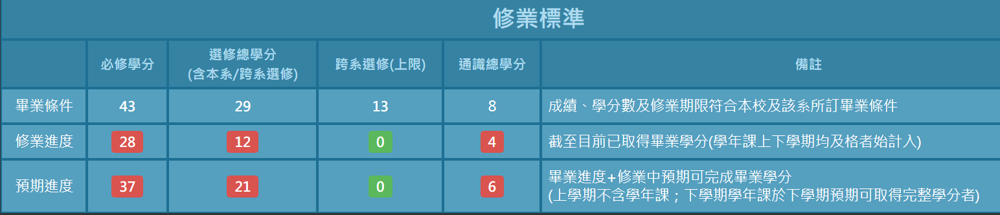 修業標準
必修學分
選修總學分
(含本系/跨系選修)
跨系選修(上限)
通識總學分
備註
畢業條件
43
29
13
8
成績、學分數及修業期限符合本校及該系所訂畢業條件
修業進度
28
12
0
4
截至目前已取得畢業學分(學年課上下學期均及格者始計入)
預期進度
37
21
0
6
畢業進度+修業中預期可完成畢業學分
(上學期不含學年課；下學期學年課於下學期預期可取得完整學分者)